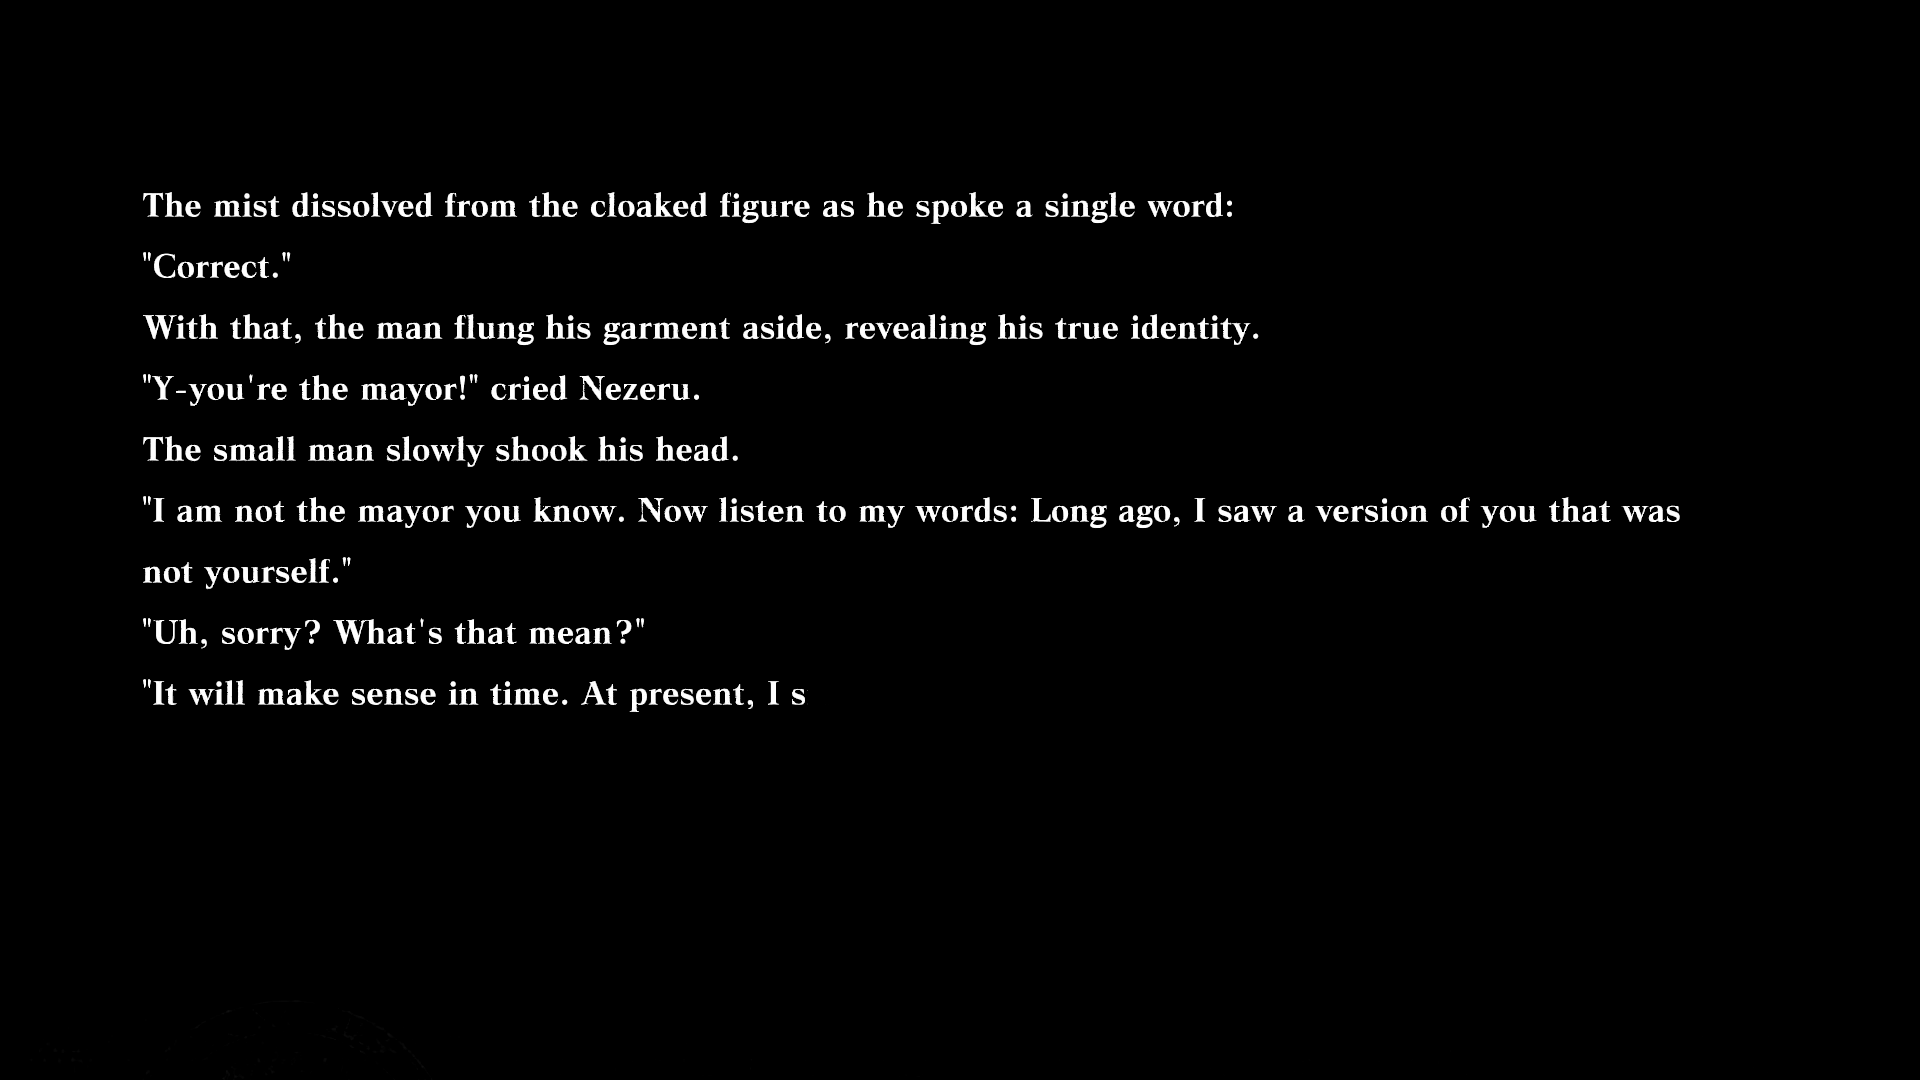 The mist dissolved from the cloaked figure as he spoke a single word:
"Correct."
With that, the man flung his garment aside, revealing his true identity.
"Y-you're the mayor!" cried Nezeru.
The small man slowly shook his head.
"I am not the mayor you know. Now listen to my words: Long ago, I saw a version of you that was
not yourself."
"Uh, sorry? What's that mean?"
"It will make sense in time. At present, I s